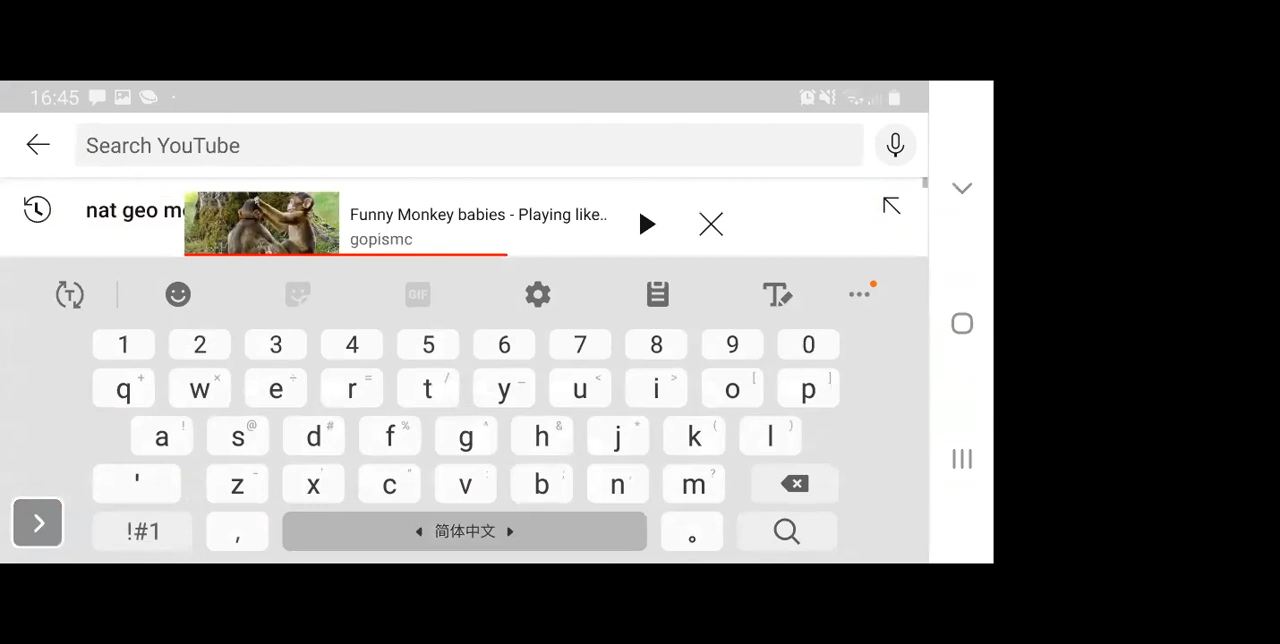 16:45
Search YouTube
nat geo m
Funny Monkey babies - Playing like..
gopismc
T GIF T
1 2 3 4 5 6 7 8 9 0
q + w × e ÷ r = t / y _ u < i > o [ p ]
a ! s @ d # f % g ^ h & j * k ( l )
' z - x ' c " v : b ; n , m ?
!#1 , 简体中文 。